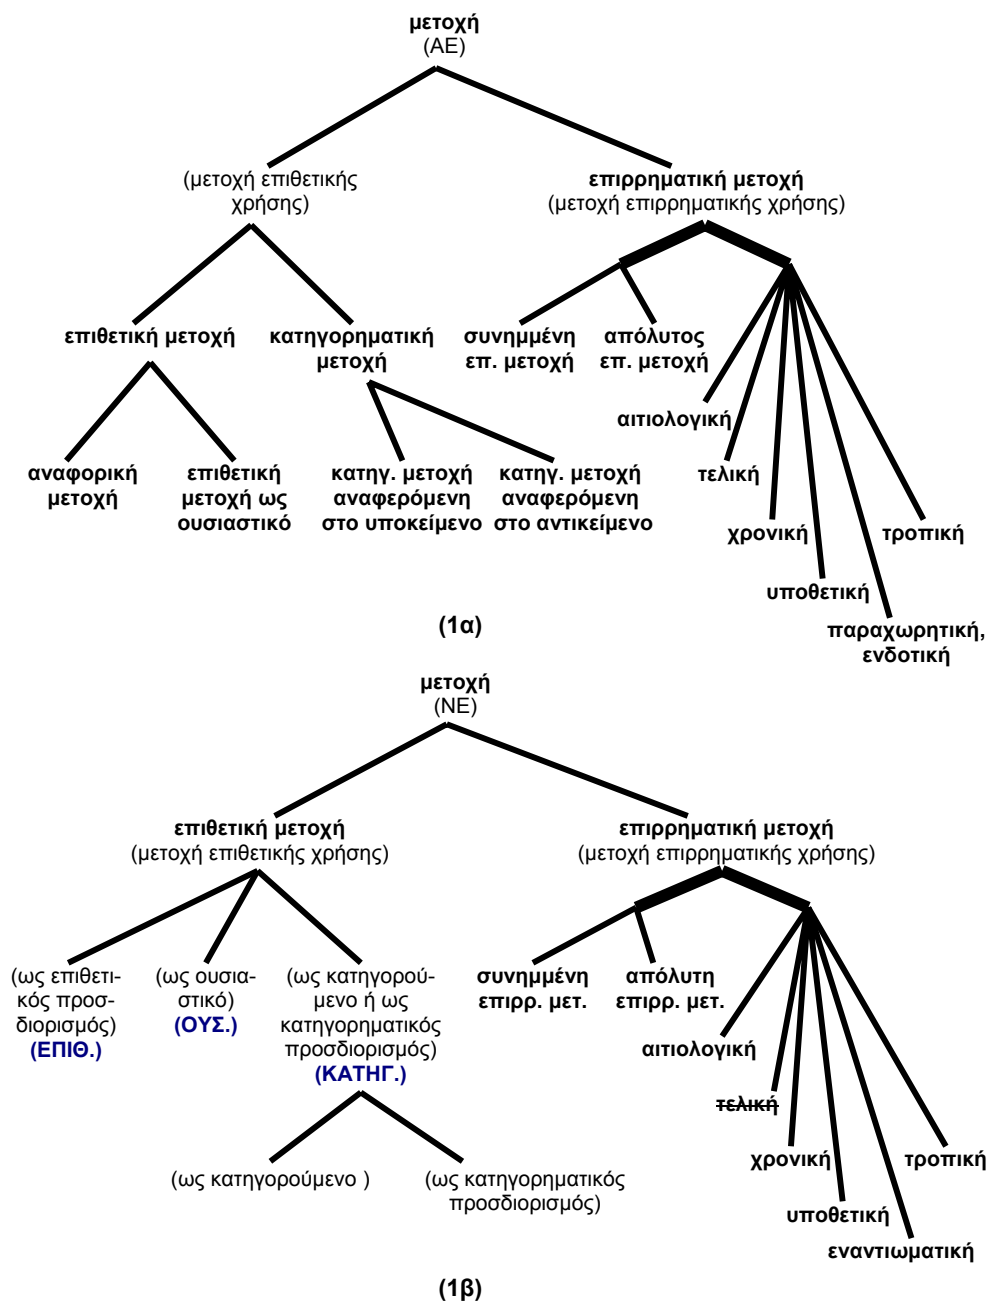 μετοχή
(ΑΕ)
(μετοχή επιθετικής
χρήσης)
επιρρηματική μετοχή
(μετοχή επιρρηματικής χρήσης)
επιθετική μετοχή
κατηγορηματική
μετοχή
συνημμένη
επ. μετοχή
απόλυτος
επ. μετοχή
αιτιολογική
αναφορική
μετοχή
επιθετική
μετοχή ως
ουσιαστικό
κατηγ. μετοχή
αναφερόμενη
στο υποκείμενο
κατηγ. μετοχή
αναφερόμενη
στο αντικείμενο
τελική
χρονική
τροπική
υποθετική
παραχωρητική,
ενδοτική
(1α)
μετοχή
(ΝΕ)
επιθετική μετοχή
(μετοχή επιθετικής χρήσης)
επιρρηματική μετοχή
(μετοχή επιρρηματικής χρήσης)
(ως επιθετι-
κός προσ-
διορισμός)
(ΕΠΙΘ.)
(ως ουσια-
στικό)
(ΟΥΣ.)
(ως κατηγορού-
μενο ή ως
κατηγορηματικός
προσδιορισμός)
(ΚΑΤΗΓ.)
συνημμένη
επιρρ. μετ.
απόλυτη
επιρρ. μετ.
αιτιολογική
τελική
χρονική
τροπική
(ως κατηγορούμενο )
(ως κατηγορηματικός
προσδιορισμός)
υποθετική
εναντιωματική
(1β)